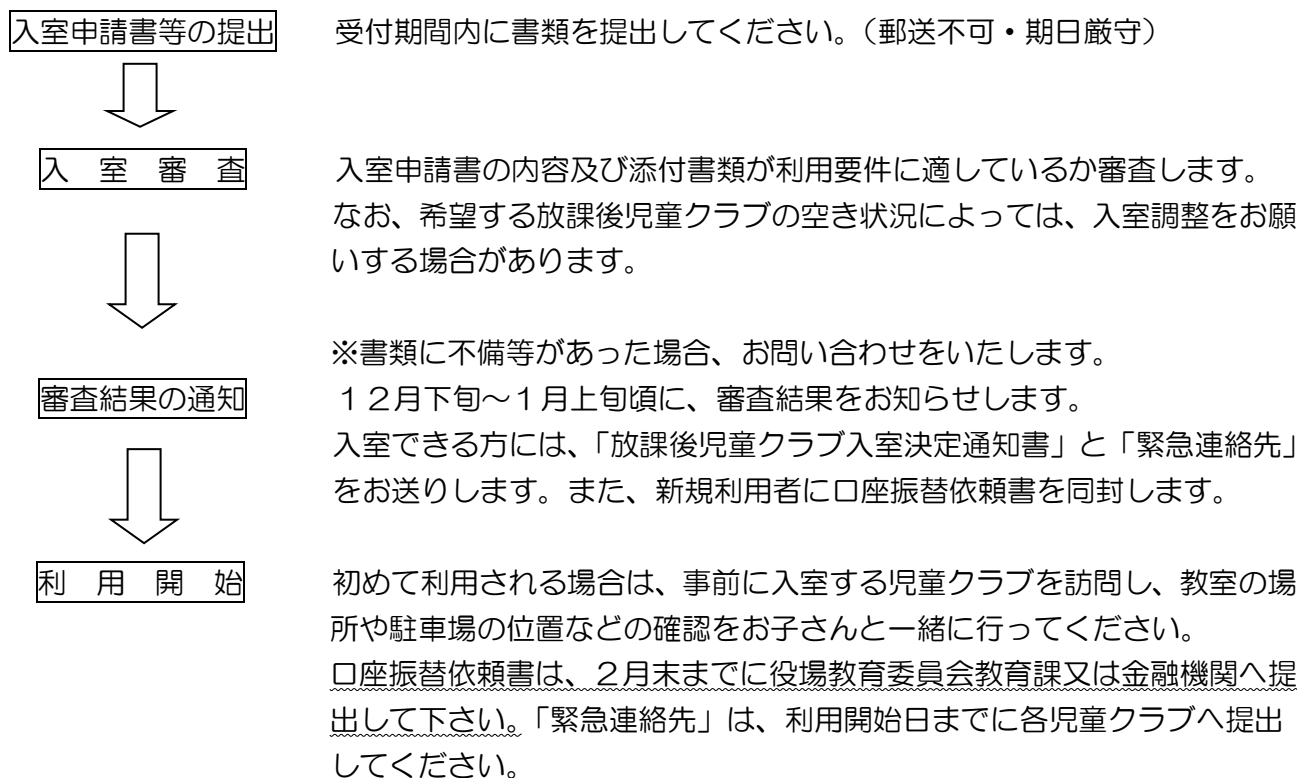 入室申請書等の提出 受付期間内に書類を提出してください。（郵送不可・期日厳守）
入 室 審 査 入室申請書の内容及び添付書類が利用要件に適しているか審査します。
なお、希望する放課後児童クラブの空き状況によっては、入室調整をお願
いする場合があります。
※書類に不備等があった場合、お問い合わせをいたします。
審査結果の通知 １２月下旬～１月上旬頃に、審査結果をお知らせします。
入室できる方には、「放課後児童クラブ入室決定通知書」と「緊急連絡先」
をお送りします。また、新規利用者に口座振替依頼書を同封します。
利 用 開 始 初めて利用される場合は、事前に入室する児童クラブを訪問し、教室の場
所や駐車場の位置などの確認をお子さんと一緒に行ってください。
口座振替依頼書は、２月末までに役場教育委員会教育課又は金融機関へ提
出して下さい。「緊急連絡先」は、利用開始日までに各児童クラブへ提出
してください。